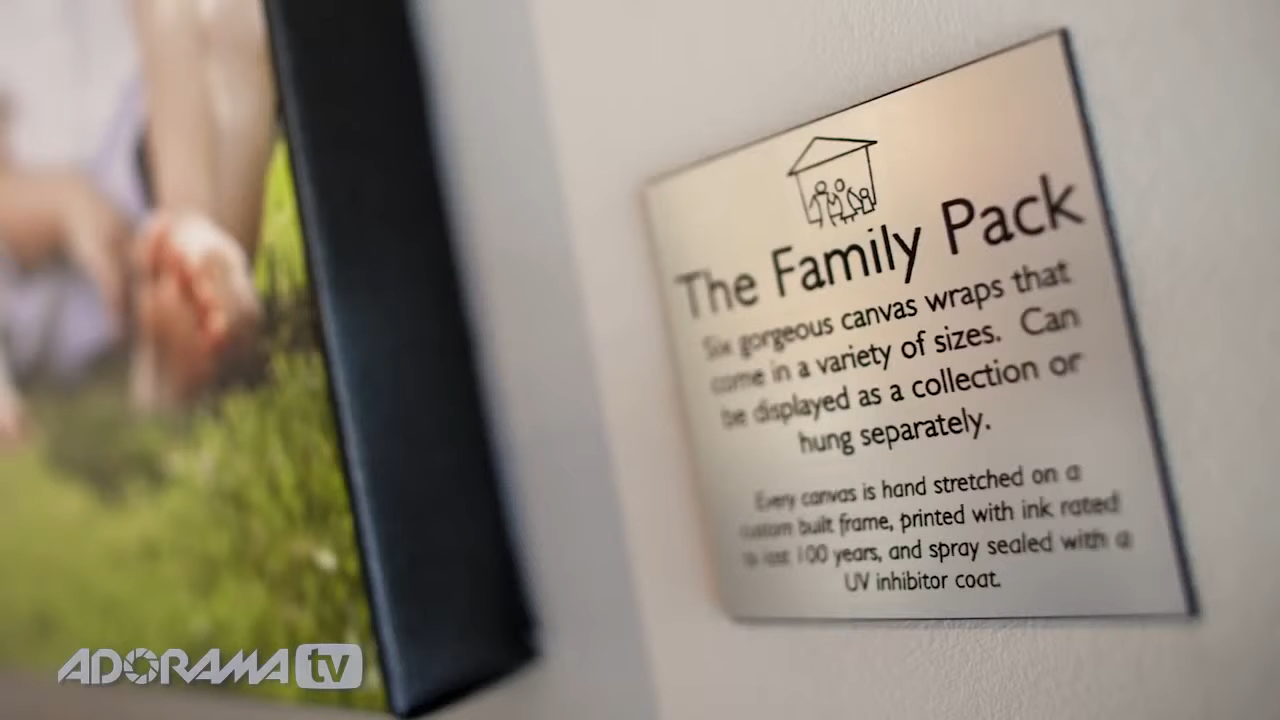 The Family Pack
Six gorgeous canvas wraps that
come in a variety of sizes. Can
be displayed as a collection or
hung separately.
Every canvas is hand stretched on a
custom built frame, printed with ink rated
to last 100 years, and spray sealed with a
UV inhibitor coat.
ADORAMA tv